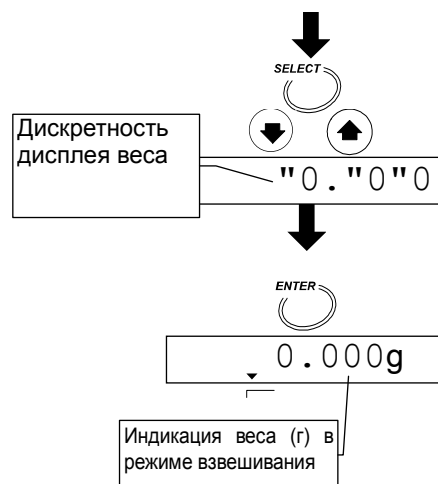 SELECT
Дискретность
дисплея веса
"0."0"0
ENTER
0.000g
Индикация веса (г) в
режиме взвешивания